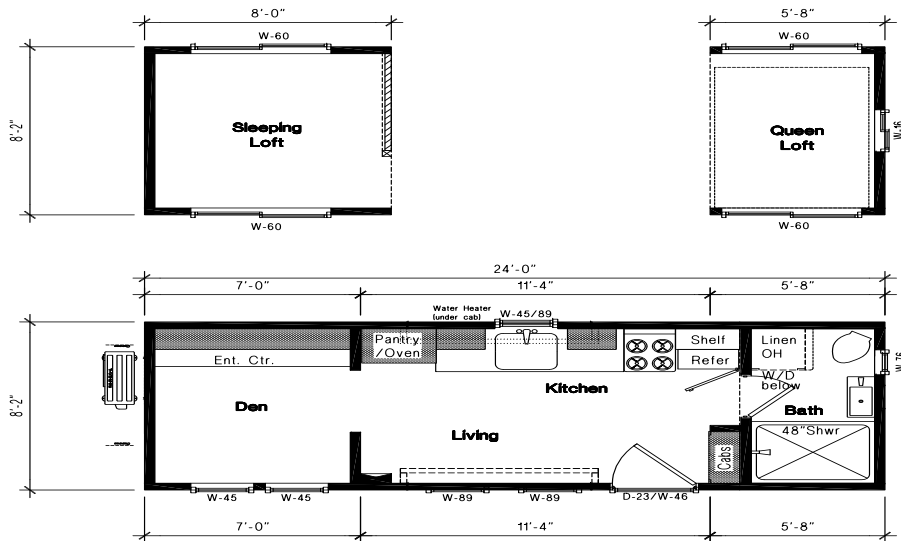 8'-0"
5'-8"
W-60
W-60
8'-2"
Sleeping
Loft
Queen
Loft
W-16
W-60
W-60
24'-0"
7'-0"
11'-4"
5'-8"
Water Heater
(under cab)
W-45/89
Pantry
/Oven
Shelf
Refer
Linen
OH
W/D
below
Ent. Ctr.
W-76
8'-2"
Den
Kitchen
Living
Bath
48"Shwr
Cabs
W-45
W-45
W-89
W-89
D-23/W-46
7'-0"
11'-4"
5'-8"